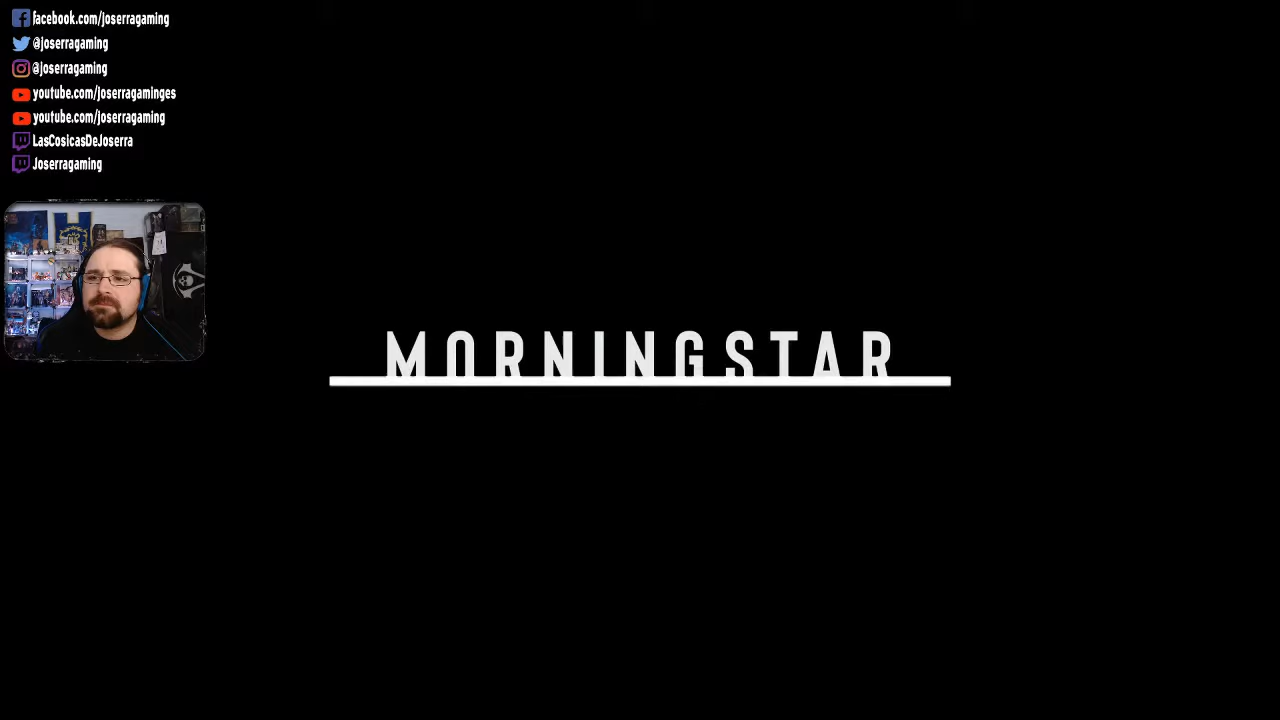 facebook.com/joserragaming
@joserragaming
@joserragaming
youtube.com/joserragaminges
youtube.com/joserragaming
LasCosicasDeJoserra
Joserragaming
MORNINGSTAR